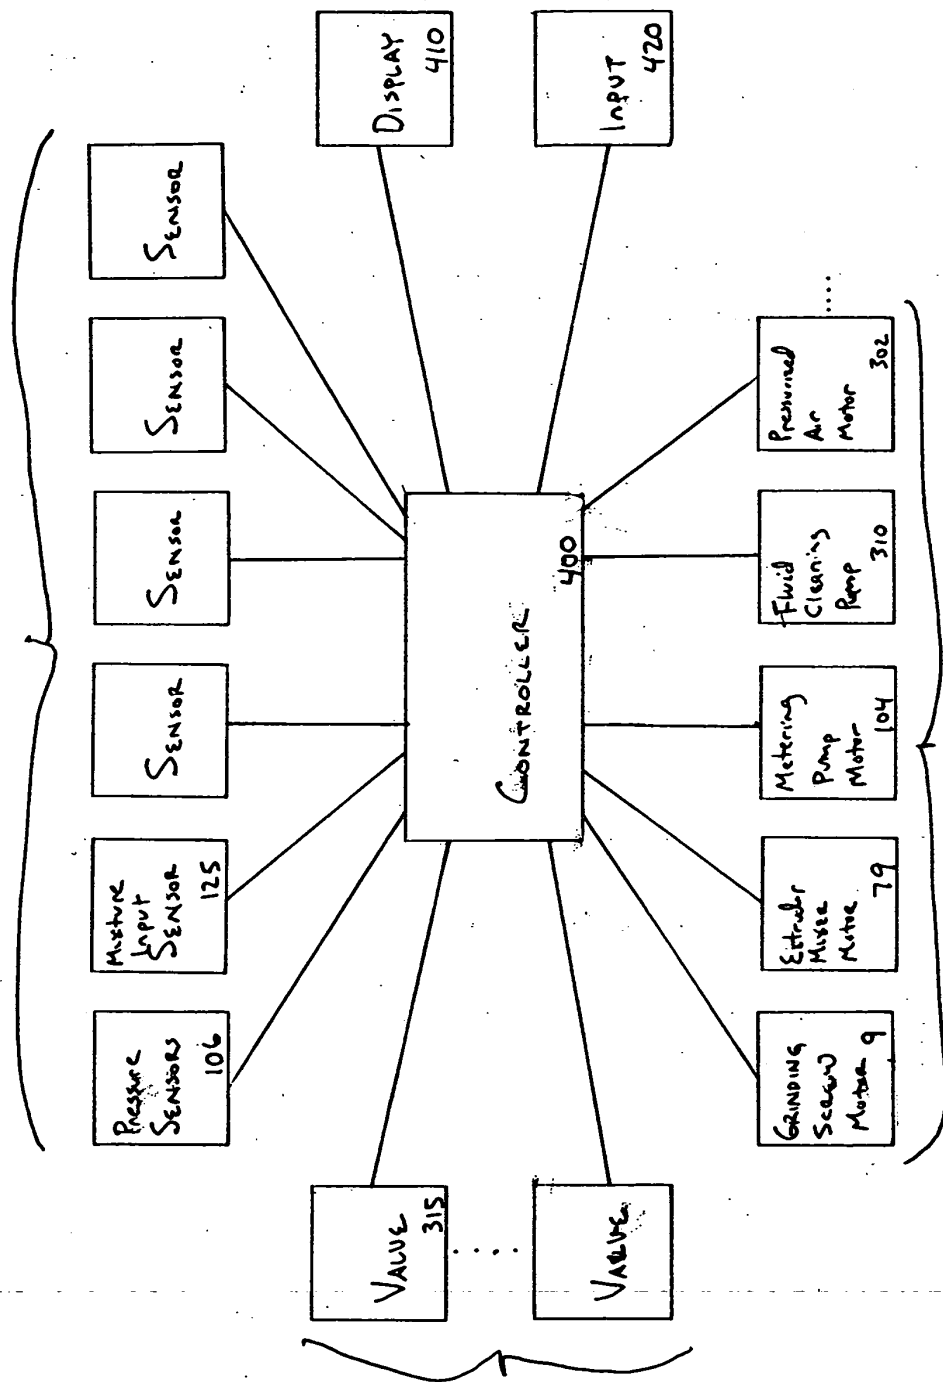 Pressure
SENSORS
106
Mixture
Input
SENSOR
125
SENSOR
SENSOR
SENSOR
SENSOR
VALVE
315
VALVE
CONTROLLER
400
DISPLAY
410
INPUT
420
GRINDING
SCREW
Motor 9
Extruder
Mixer
Motor
79
Metering
Pump
Motor
104
Fluid
Cleaning
Pump
310
Pressurized
Air
Motor
302